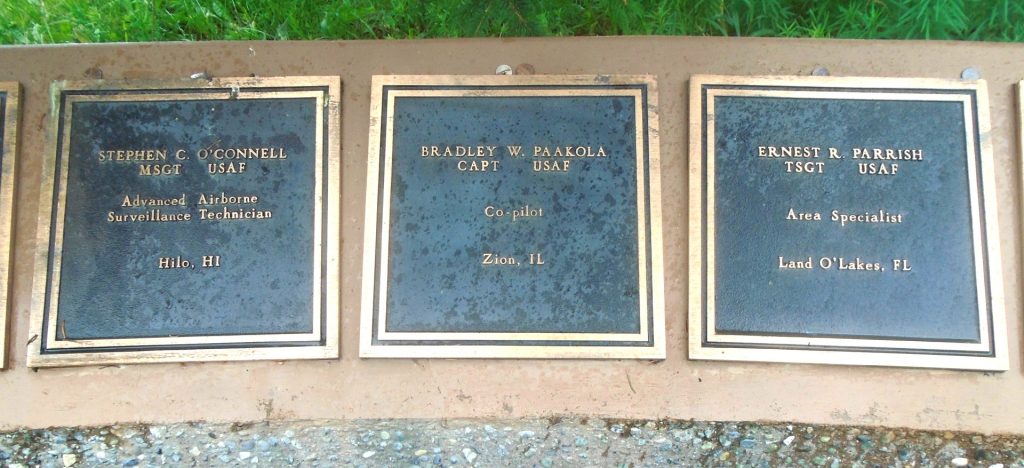 STEPHEN C. O'CONNELL
MSGT USAF
Advanced Airborne
Surveillance Technician
Hilo, HI
BRADLEY W. PAAKOLA
CAPT USAF
Co-pilot
Zion, IL
ERNEST R. PARRISH
TSGT USAF
Area Specialist
Land O'Lakes, FL